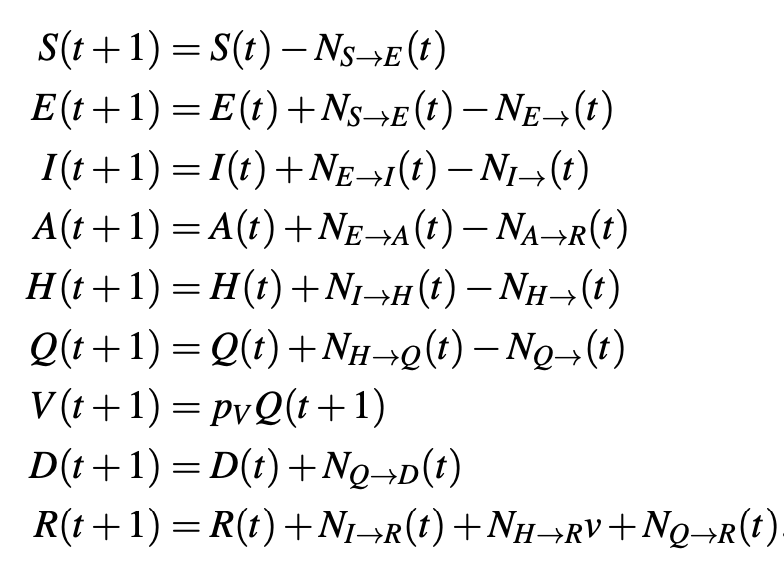 S(t+1) = S(t) − N_{S→E}(t)
E(t+1) = E(t) + N_{S→E}(t) − N_{E→}(t)
I(t+1) = I(t) + N_{E→I}(t) − N_{I→}(t)
A(t+1) = A(t) + N_{E→A}(t) − N_{A→R}(t)
H(t+1) = H(t) + N_{I→H}(t) − N_{H→}(t)
Q(t+1) = Q(t) + N_{H→Q}(t) − N_{Q→}(t)
V(t+1) = p_V Q(t+1)
D(t+1) = D(t) + N_{Q→D}(t)
R(t+1) = R(t) + N_{I→R}(t) + N_{H→R}v + N_{Q→R}(t).